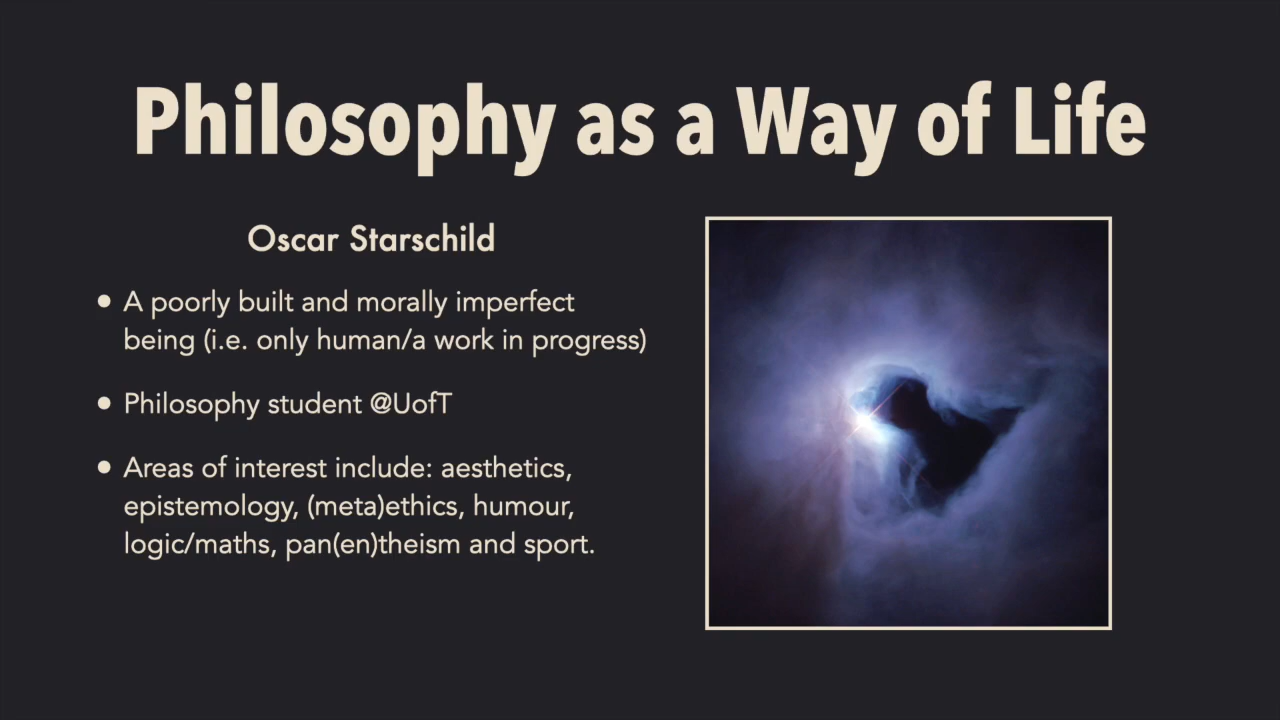 Philosophy as a Way of Life
Oscar Starschild
• A poorly built and morally imperfect
being (i.e. only human/a work in progress)
• Philosophy student @UofT
• Areas of interest include: aesthetics,
epistemology, (meta)ethics, humour,
logic/maths, pan(en)theism and sport.